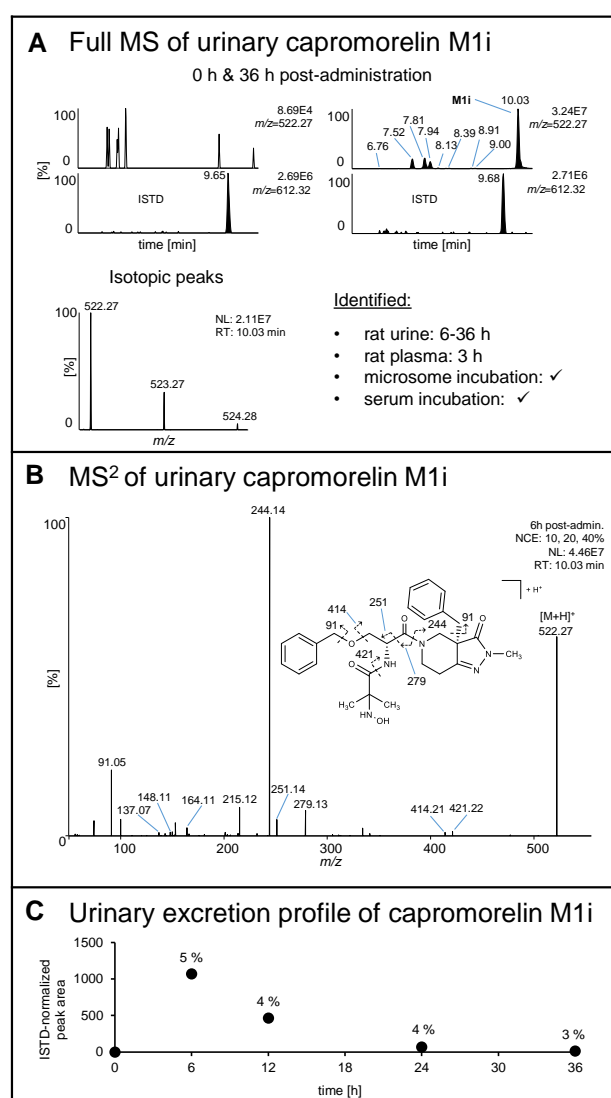 A Full MS of urinary capromorelin M1i
0 h & 36 h post-administration
100
0
[%]
8.69E4
m/z=522.27
100
0
9.65
ISTD
2.69E6
m/z=612.32
time [min]
100
0
6.76
7.52
7.81
7.94
8.13
8.39
8.91
9.00
M1i
10.03
3.24E7
m/z=522.27
[%]
100
0
9.68
ISTD
2.71E6
m/z=612.32
time [min]
Isotopic peaks
100
0
[%]
522.27
523.27
524.28
NL: 2.11E7
RT: 10.03 min
m/z
Identified:
• rat urine: 6-36 h
• rat plasma: 3 h
• microsome incubation: ✓
• serum incubation: ✓
B MS² of urinary capromorelin M1i
100
0
[%]
244.14
6h post-admin.
NCE: 10, 20, 40%
NL: 4.46E7
RT: 10.03 min
+ H⁺
[M+H]⁺
522.27
414
251
244
91
91
O
O
O
N
N
N
CH₃
421
NH
279
O
H₃C
CH₃
HN
OH
91.05
137.07
148.11
164.11
215.12
251.14
279.13
414.21
421.22
100
200
300
400
500
m/z
C Urinary excretion profile of capromorelin M1i
ISTD-normalized
peak area
1500
1000
500
0
5 %
4 %
4 %
3 %
0
6
12
18
24
30
36
time [h]